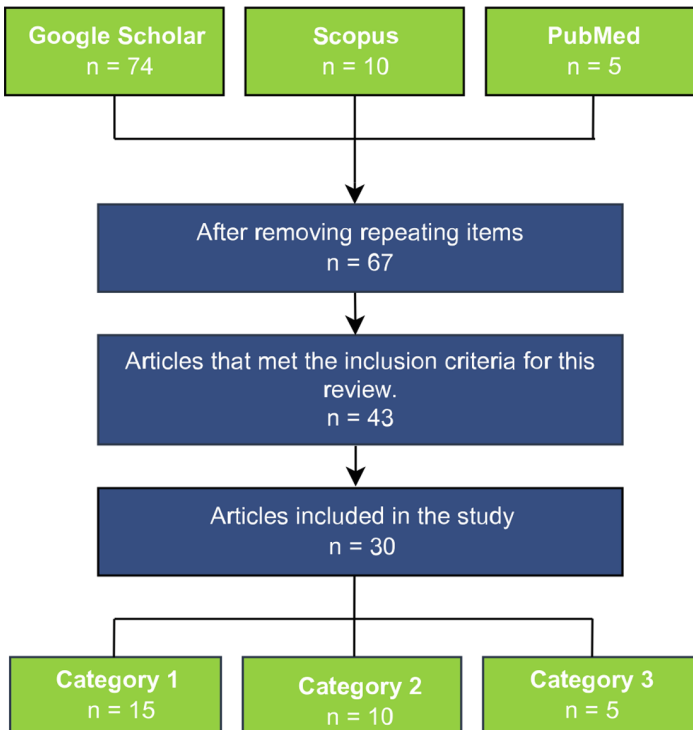 Google Scholar
n = 74
Scopus
n = 10
PubMed
n = 5
After removing repeating items
n = 67
Articles that met the inclusion criteria for this
review.
n = 43
Articles included in the study
n = 30
Category 1
n = 15
Category 2
n = 10
Category 3
n = 5